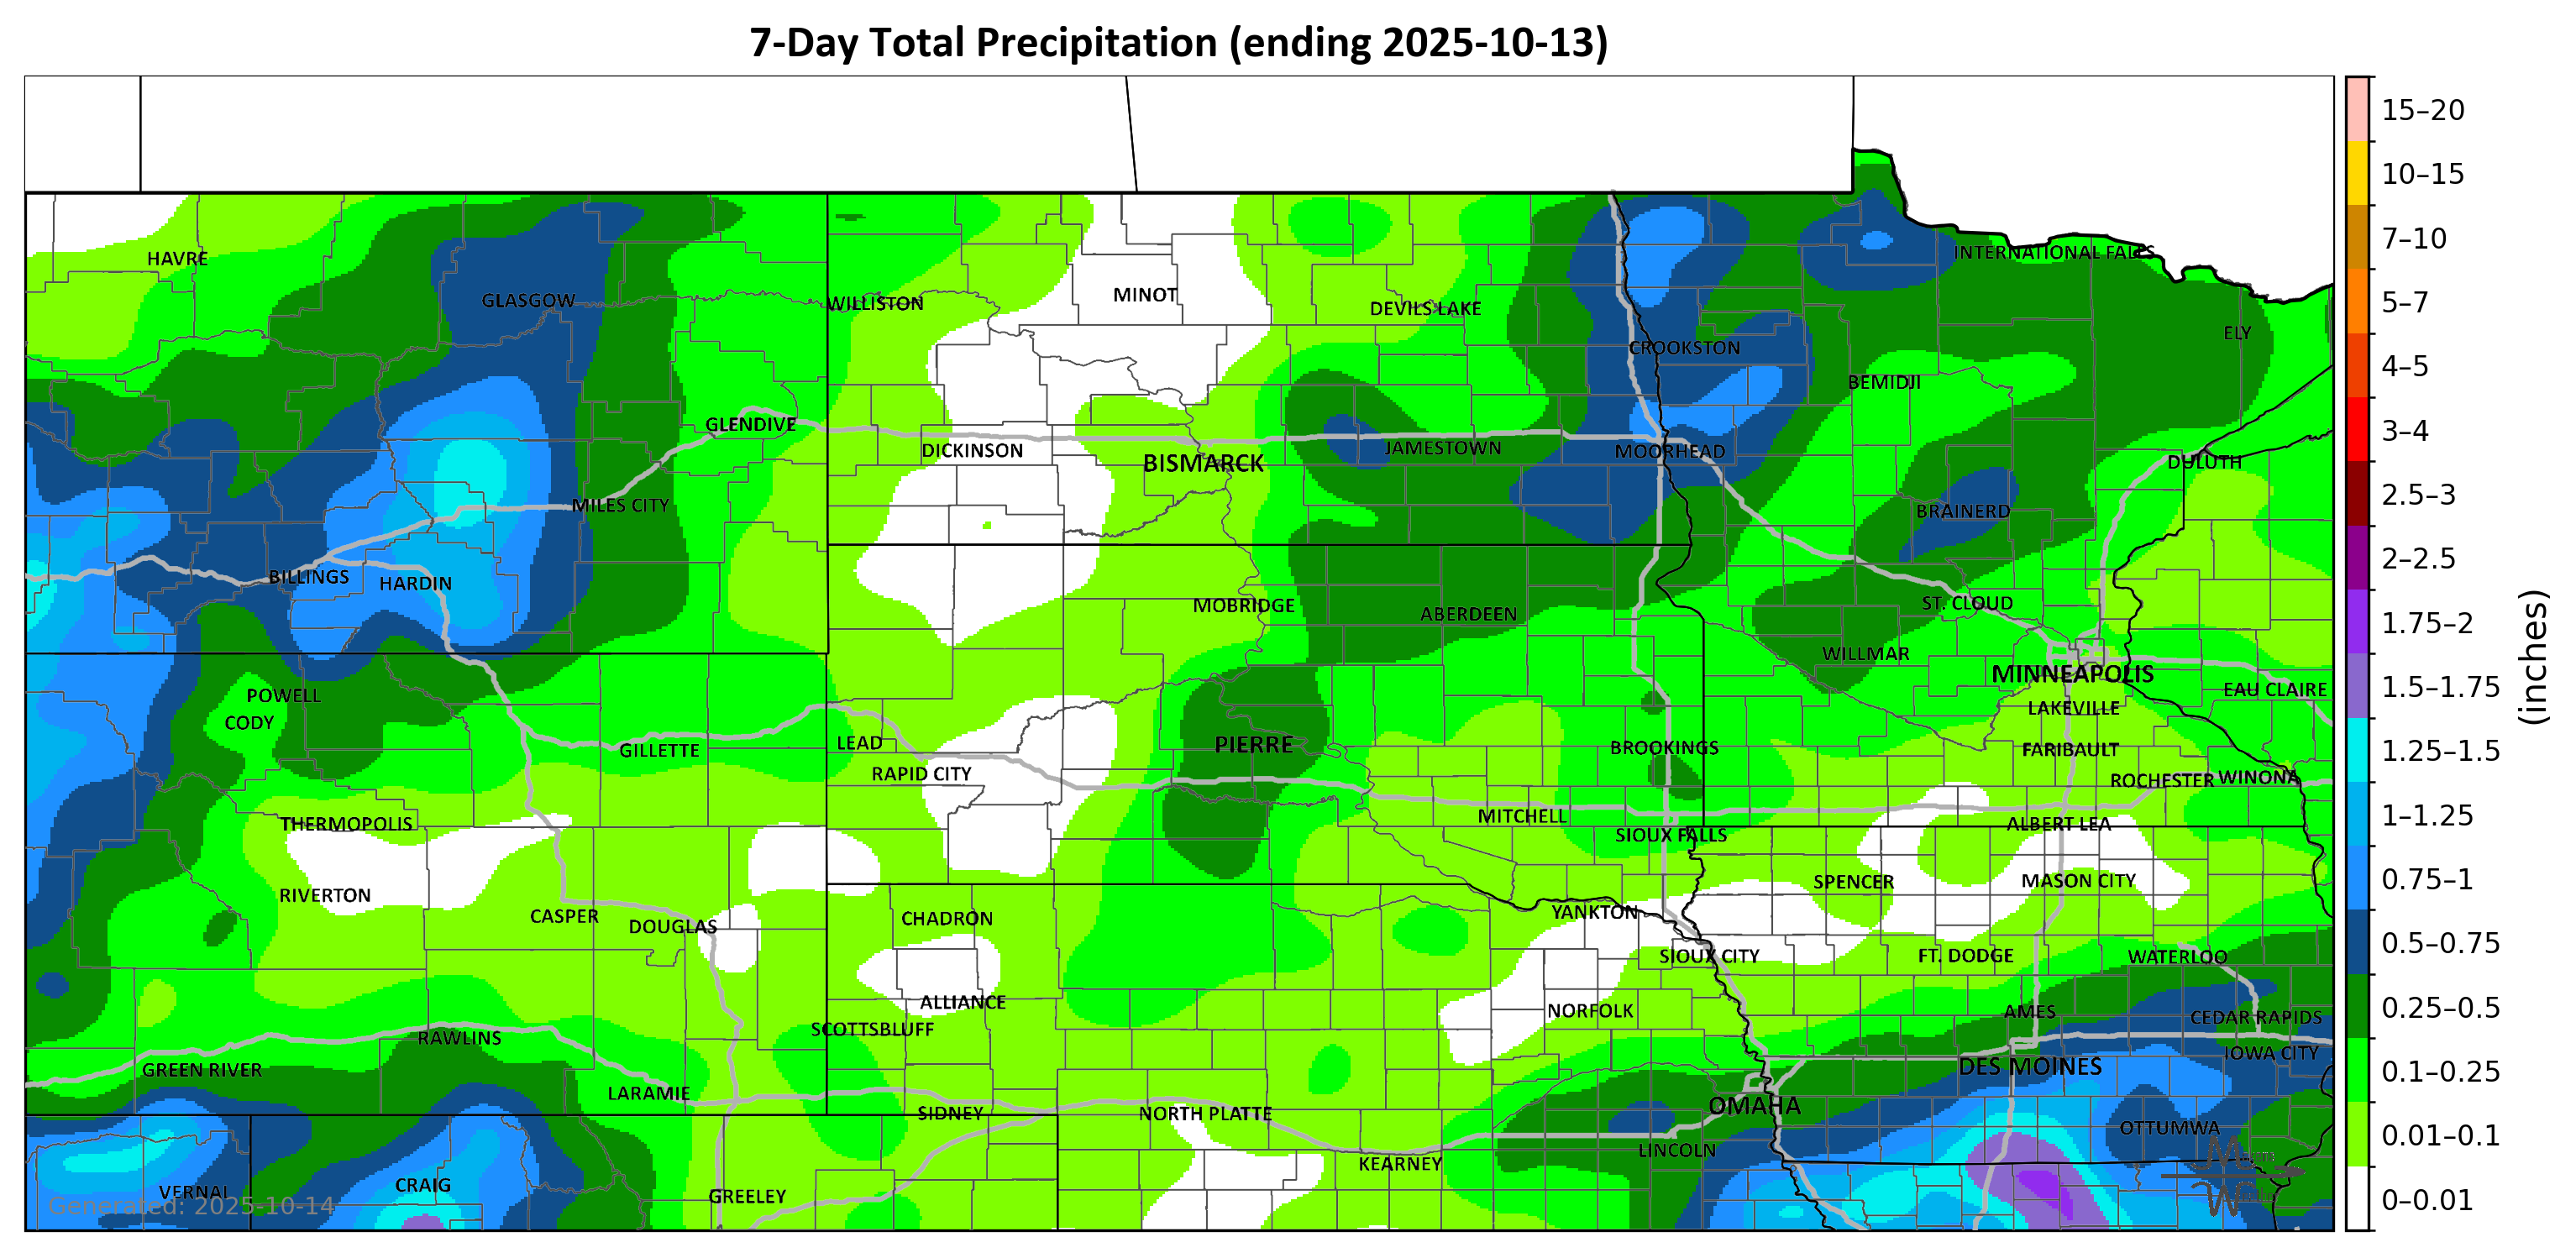 7-Day Total Precipitation (ending 2025-10-13)
15–20
10–15
7–10
5–7
4–5
3–4
2.5–3
2–2.5
1.75–2
1.5–1.75
1.25–1.5
1–1.25
0.75–1
0.5–0.75
0.25–0.5
0.1–0.25
0.01–0.1
0–0.01
(inches)
HAVRE
INTERNATIONAL FALLS
GLASGOW
WILLISTON
MINOT
DEVILS LAKE
ELY
CROOKSTON
BEMIDJI
GLENDIVE
DICKINSON
BISMARCK
JAMESTOWN
MOORHEAD
DULUTH
MILES CITY
BRAINERD
BILLINGS
HARDIN
MOBRIDGE
ABERDEEN
ST. CLOUD
WILLMAR
MINNEAPOLIS
POWELL
EAU CLAIRE
CODY
LAKEVILLE
GILLETTE
LEAD
PIERRE
BROOKINGS
FARIBAULT
RAPID CITY
ROCHESTER
WINONA
THERMOPOLIS
MITCHELL
SIOUX FALLS
ALBERT LEA
RIVERTON
SPENCER
MASON CITY
CASPER
DOUGLAS
CHADRON
YANKTON
SIOUX CITY
FT. DODGE
WATERLOO
ALLIANCE
NORFOLK
AMES
CEDAR RAPIDS
SCOTTSBLUFF
RAWLINS
IOWA CITY
GREEN RIVER
DES MOINES
LARAMIE
SIDNEY
NORTH PLATTE
OMAHA
OTTUMWA
LINCOLN
KEARNEY
VERNAL
CRAIG
GREELEY
Generated: 2025-10-14